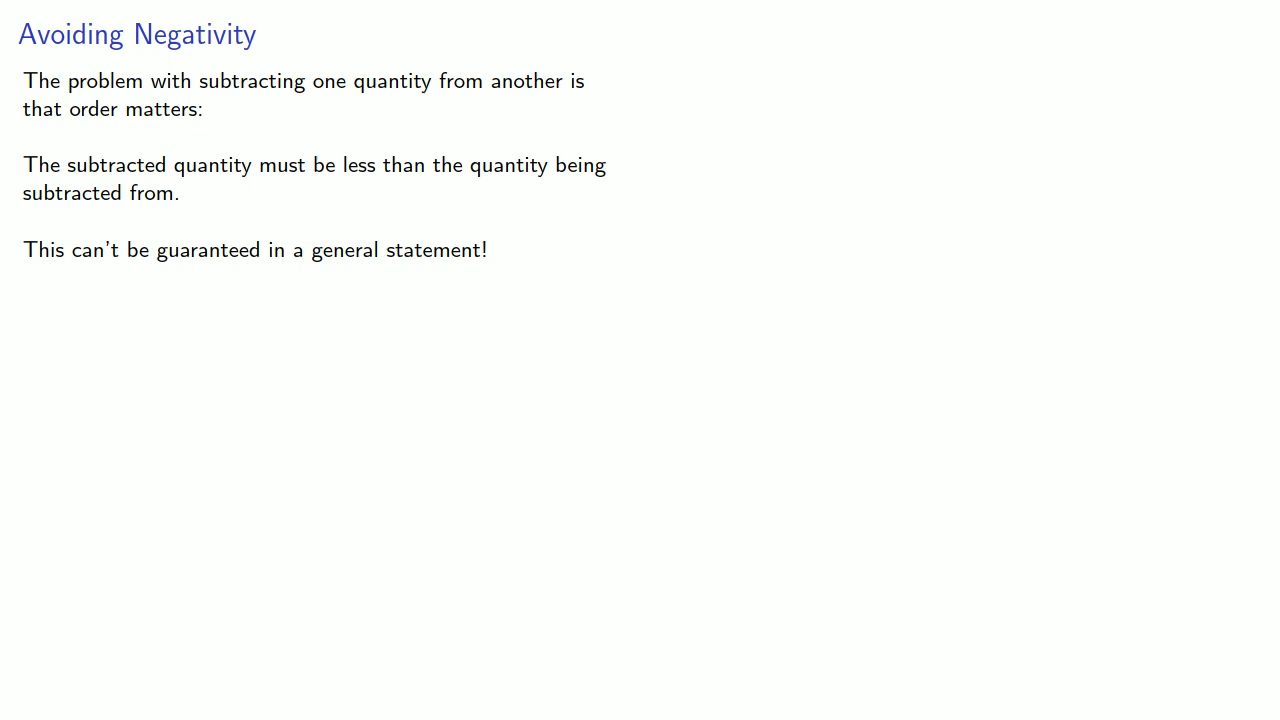 Avoiding Negativity
The problem with subtracting one quantity from another is
that order matters:
The subtracted quantity must be less than the quantity being
subtracted from.
This can't be guaranteed in a general statement!